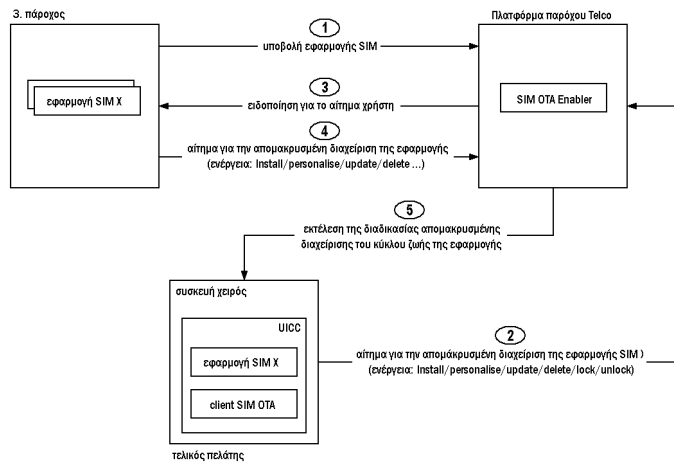 3. πάροχος
Πλατφόρμα παρόχου Telco
1
υποβολή εφαρμογής SIM
εφαρμογή SIM X
SIM OTA Enabler
3
ειδοποίηση για το αίτημα χρήστη
4
αίτημα για την απομακρυσμένη διαχείριση της εφαρμογής
(ενέργεια: Install/personalise/update/delete ...)
5
εκτέλεση της διαδικασίας απομακρυσμένης
διαχείρισης του κύκλου ζωής της εφαρμογής
συσκευή χειρός
UICC
εφαρμογή SIM X
client SIM OTA
τελικός πελάτης
2
αίτημα για την απομάκρυσμένη διαχείριση της εφαρμογής SIM )
(ενέργεια: Install/personalise/update/delete/lock/unlock)